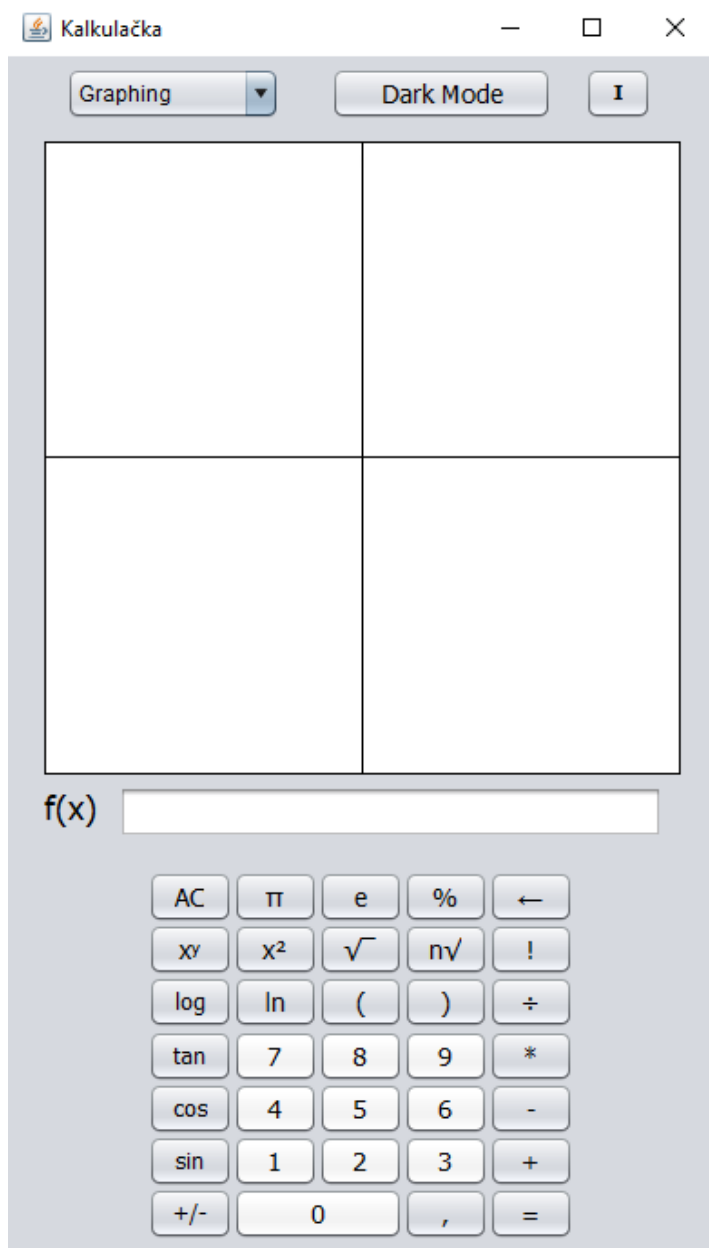 Kalkulačka
Graphing Dark Mode I
f(x)
AC π e % ←
xʸ x² √‾ n√ !
log ln ( ) ÷
tan 7 8 9 *
cos 4 5 6 -
sin 1 2 3 +
+/- 0 , =